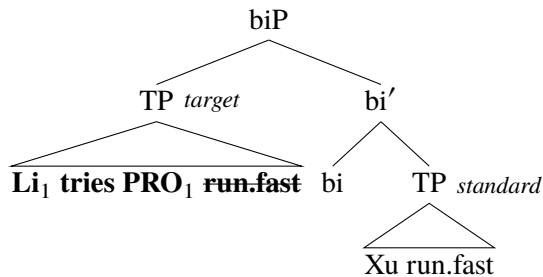 biP
TP target bi′
Li₁ tries PRO₁ run.fast bi TP standard
Xu run.fast